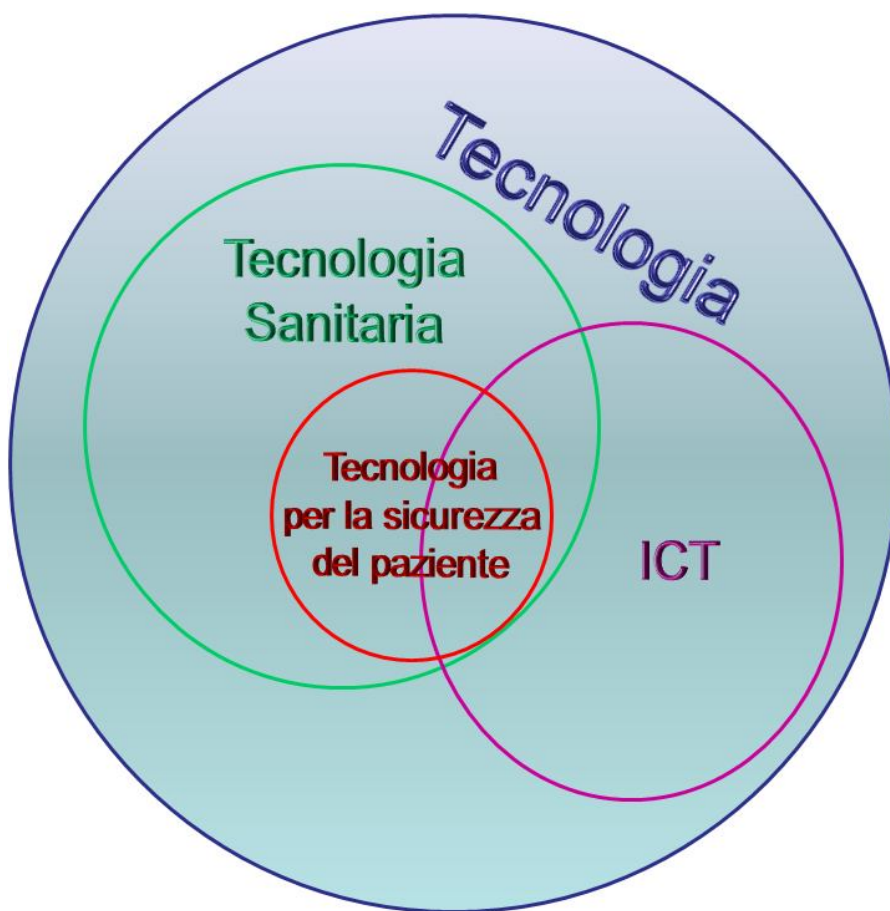 Tecnologia
Tecnologia
Sanitaria
Tecnologia
per la sicurezza
del paziente
ICT